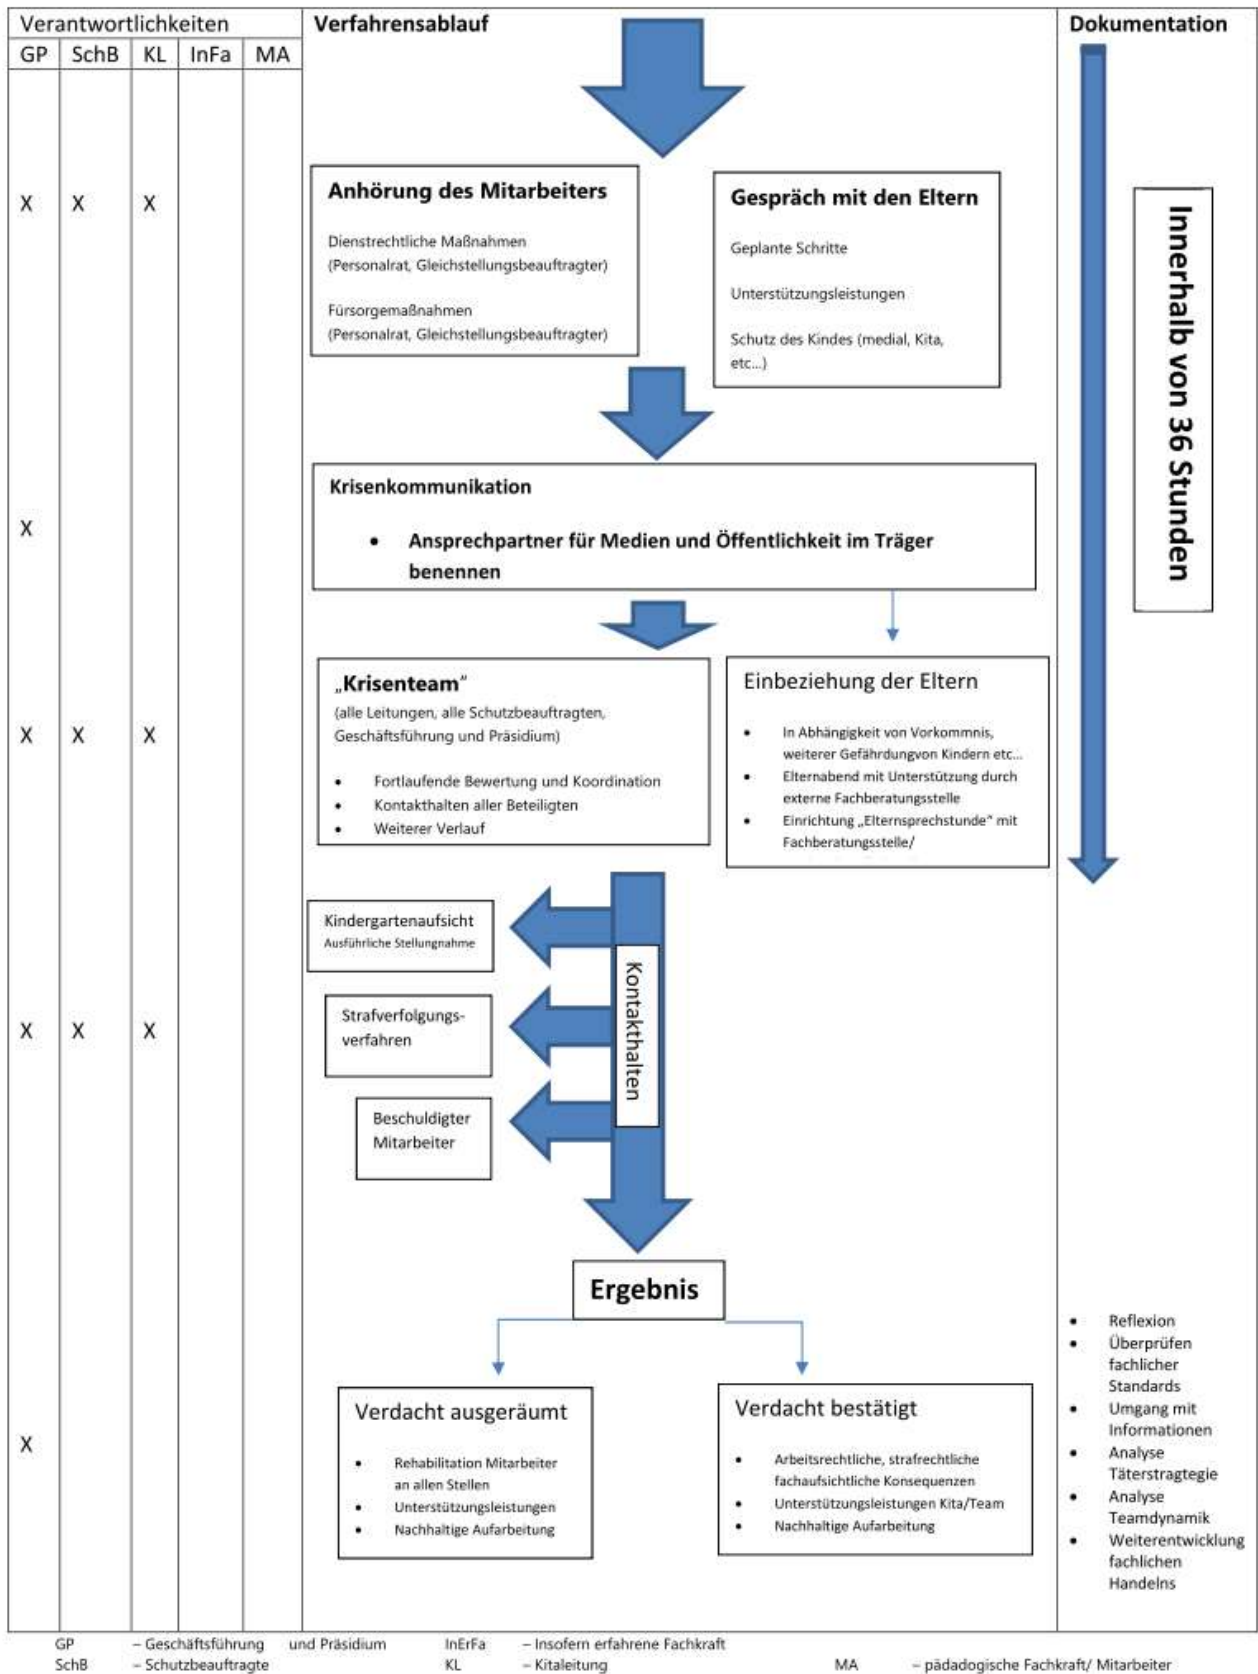 Verantwortlichkeiten
GP SchB KL InFa MA
Verfahrensablauf
Dokumentation
X X X
Anhörung des Mitarbeiters
Dienstrechtliche Maßnahmen
(Personalrat, Gleichstellungsbeauftragter)
Fürsorgemaßnahmen
(Personalrat, Gleichstellungsbeauftragter)
Gespräch mit den Eltern
Geplante Schritte
Unterstützungsleistungen
Schutz des Kindes (medial, Kita,
etc...)
Innerhalb von 36 Stunden
X
Krisenkommunikation
• Ansprechpartner für Medien und Öffentlichkeit im Träger
benennen
X X X
„Krisenteam"
(alle Leitungen, alle Schutzbeauftragten,
Geschäftsführung und Präsidium)
• Fortlaufende Bewertung und Koordination
• Kontakthalten aller Beteiligten
• Weiterer Verlauf
Einbeziehung der Eltern
• In Abhängigkeit von Vorkommnis,
weiterer Gefährdungvon Kindern etc...
• Elternabend mit Unterstützung durch
externe Fachberatungsstelle
• Einrichtung „Elternsprechstunde" mit
Fachberatungsstelle/
Kindergartenaufsicht
Ausführliche Stellungnahme
Kontakthalten
X X X
Strafverfolgungs-
verfahren
Beschuldigter
Mitarbeiter
Ergebnis
X
Verdacht ausgeräumt
• Rehabilitation Mitarbeiter
an allen Stellen
• Unterstützungsleistungen
• Nachhaltige Aufarbeitung
Verdacht bestätigt
• Arbeitsrechtliche, strafrechtliche
fachaufsichtliche Konsequenzen
• Unterstützungsleistungen Kita/Team
• Nachhaltige Aufarbeitung
• Reflexion
• Überprüfen
fachlicher
Standards
• Umgang mit
Informationen
• Analyse
Täterstragtegie
• Analyse
Teamdynamik
• Weiterentwicklung
fachlichen
Handelns
GP – Geschäftsführung und Präsidium InErFa – Insofern erfahrene Fachkraft
SchB – Schutzbeauftragte KL – Kitaleitung MA – pädadogische Fachkraft/ Mitarbeiter